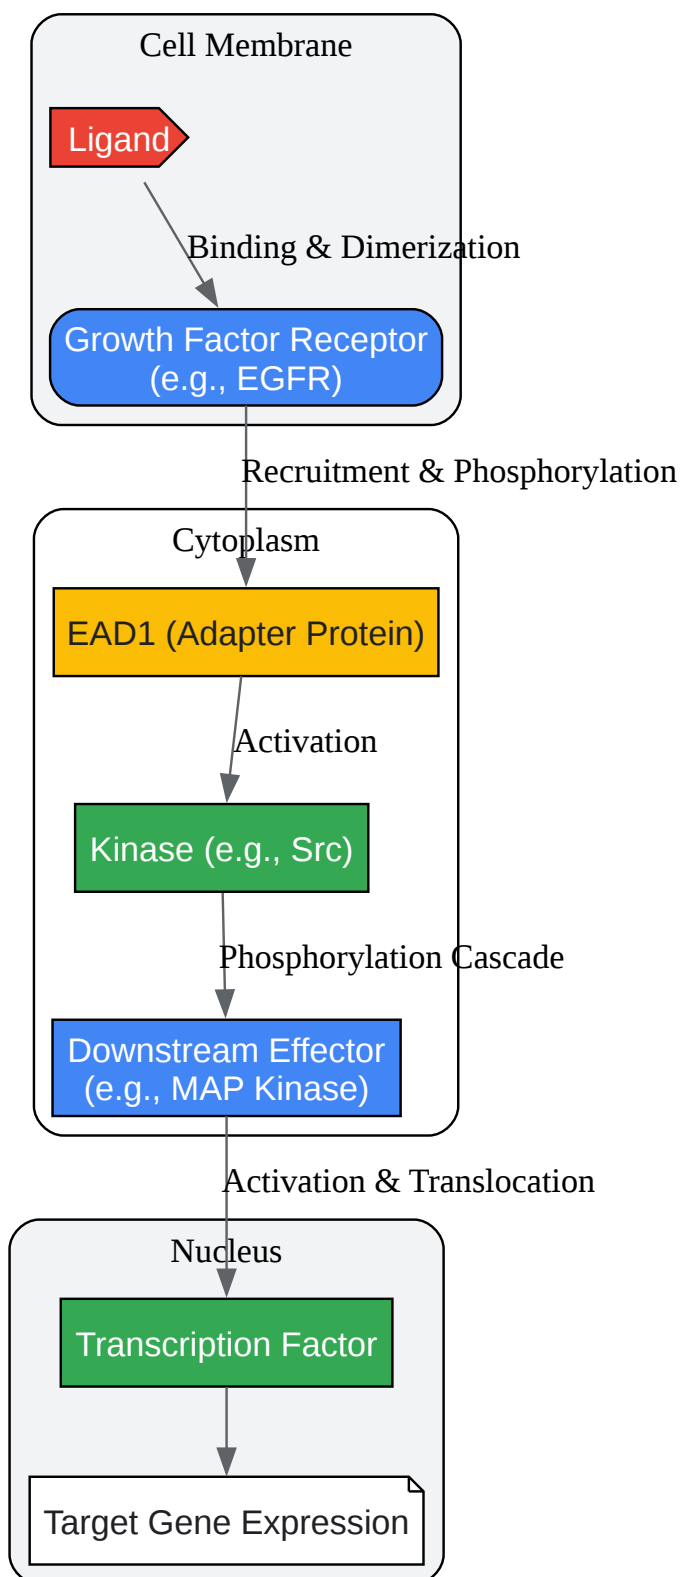 Cell Membrane
Ligand
Binding & Dimerization
Growth Factor Receptor
(e.g., EGFR)
Recruitment & Phosphorylation
Cytoplasm
EAD1 (Adapter Protein)
Activation
Kinase (e.g., Src)
Phosphorylation Cascade
Downstream Effector
(e.g., MAP Kinase)
Activation & Translocation
Nucleus
Transcription Factor
Target Gene Expression